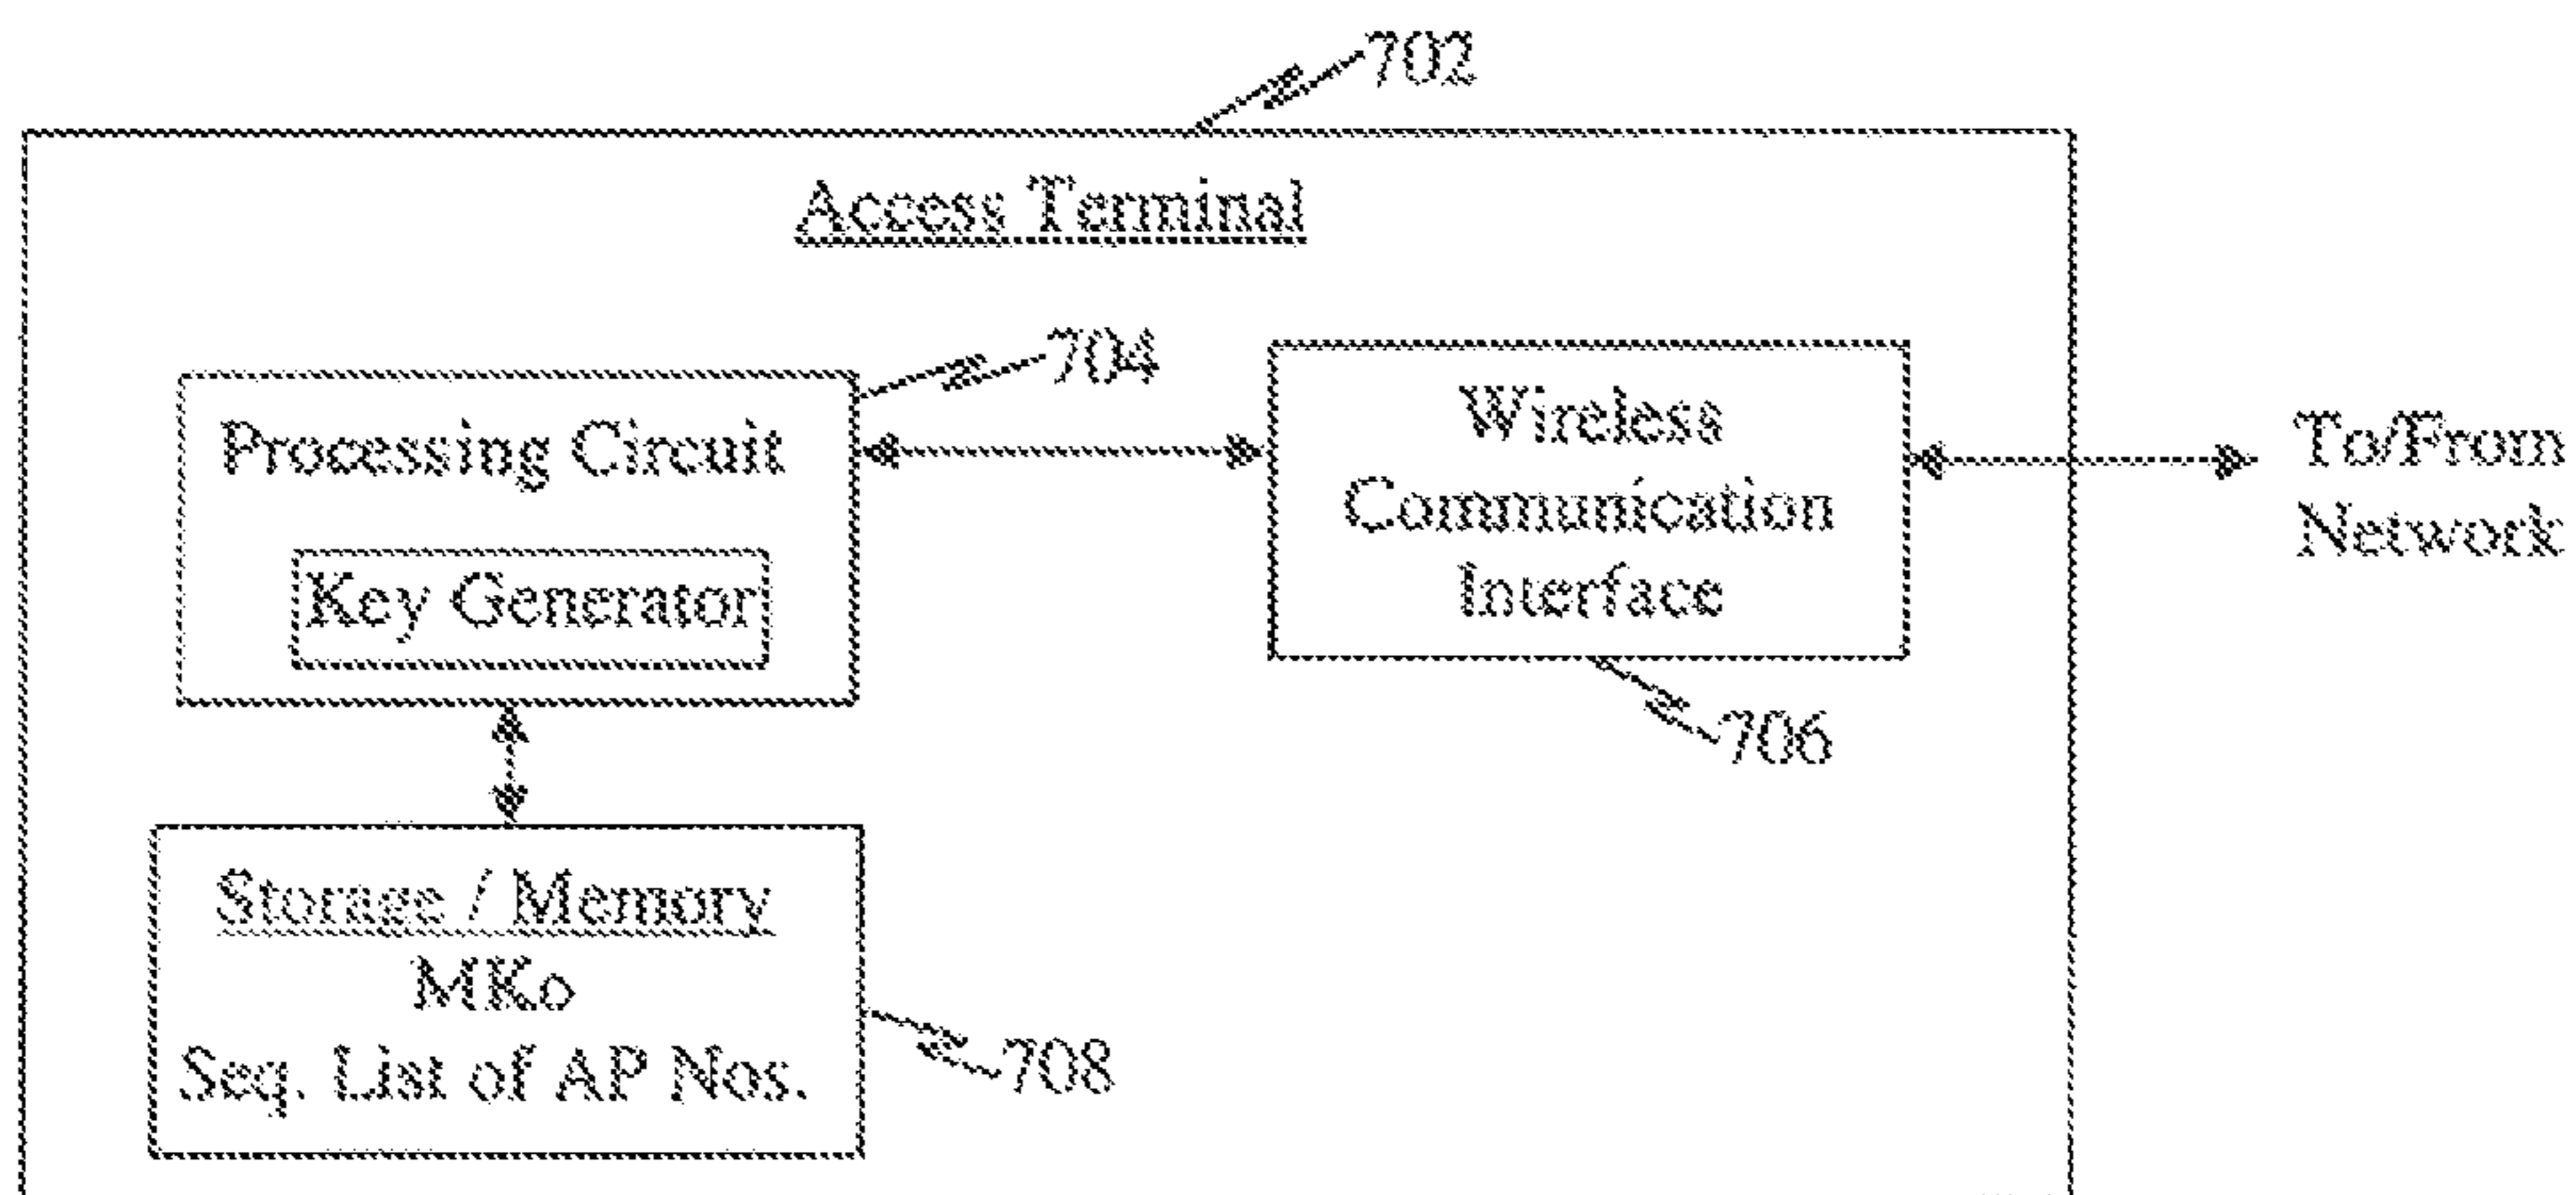 702
Access Terminal
704
Processing Circuit
Key Generator
Wireless
Communication
Interface
To/From
Network
706
Storage / Memory
MKo
Seq. List of AP Nos.
708